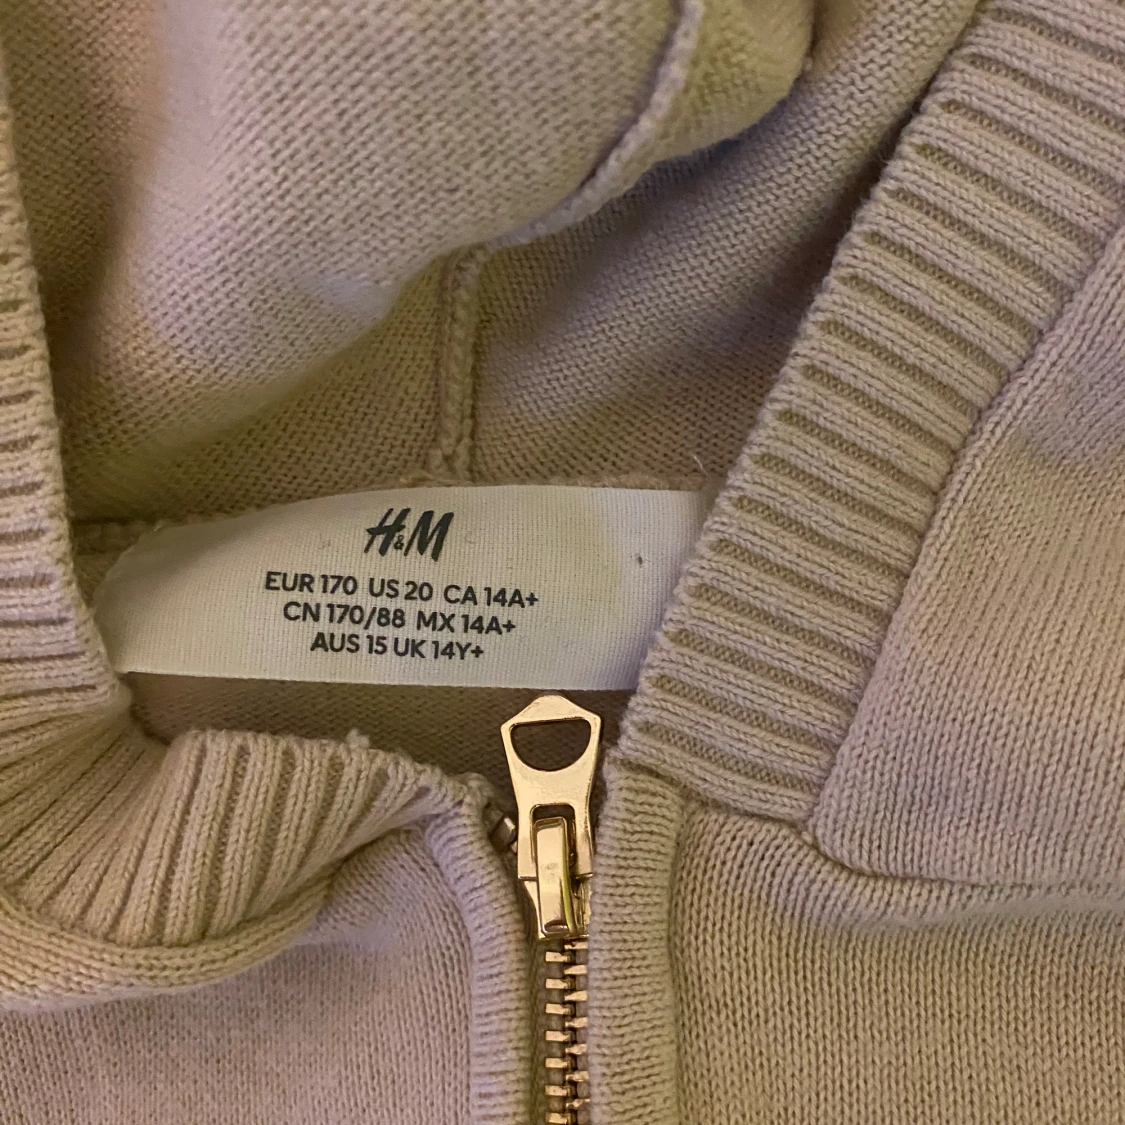 H&M
EUR 170 US 20 CA 14A+
CN 170/88 MX 14A+
AUS 15 UK 14Y+